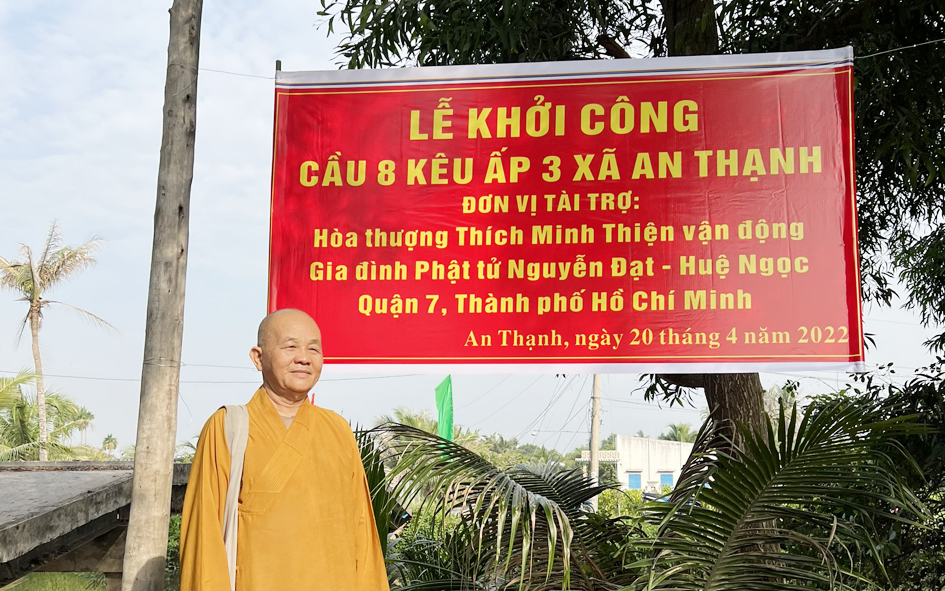 LỄ KHỞI CÔNG
CẦU 8 KÊU ẤP 3 XÃ AN THẠNH
ĐƠN VỊ TÀI TRỢ:
Hòa thượng Thích Minh Thiện vận động
Gia đình Phật tử Nguyễn Đạt - Huệ Ngọc
Quận 7, Thành phố Hồ Chí Minh
An Thạnh, ngày 20 tháng 4 năm 2022